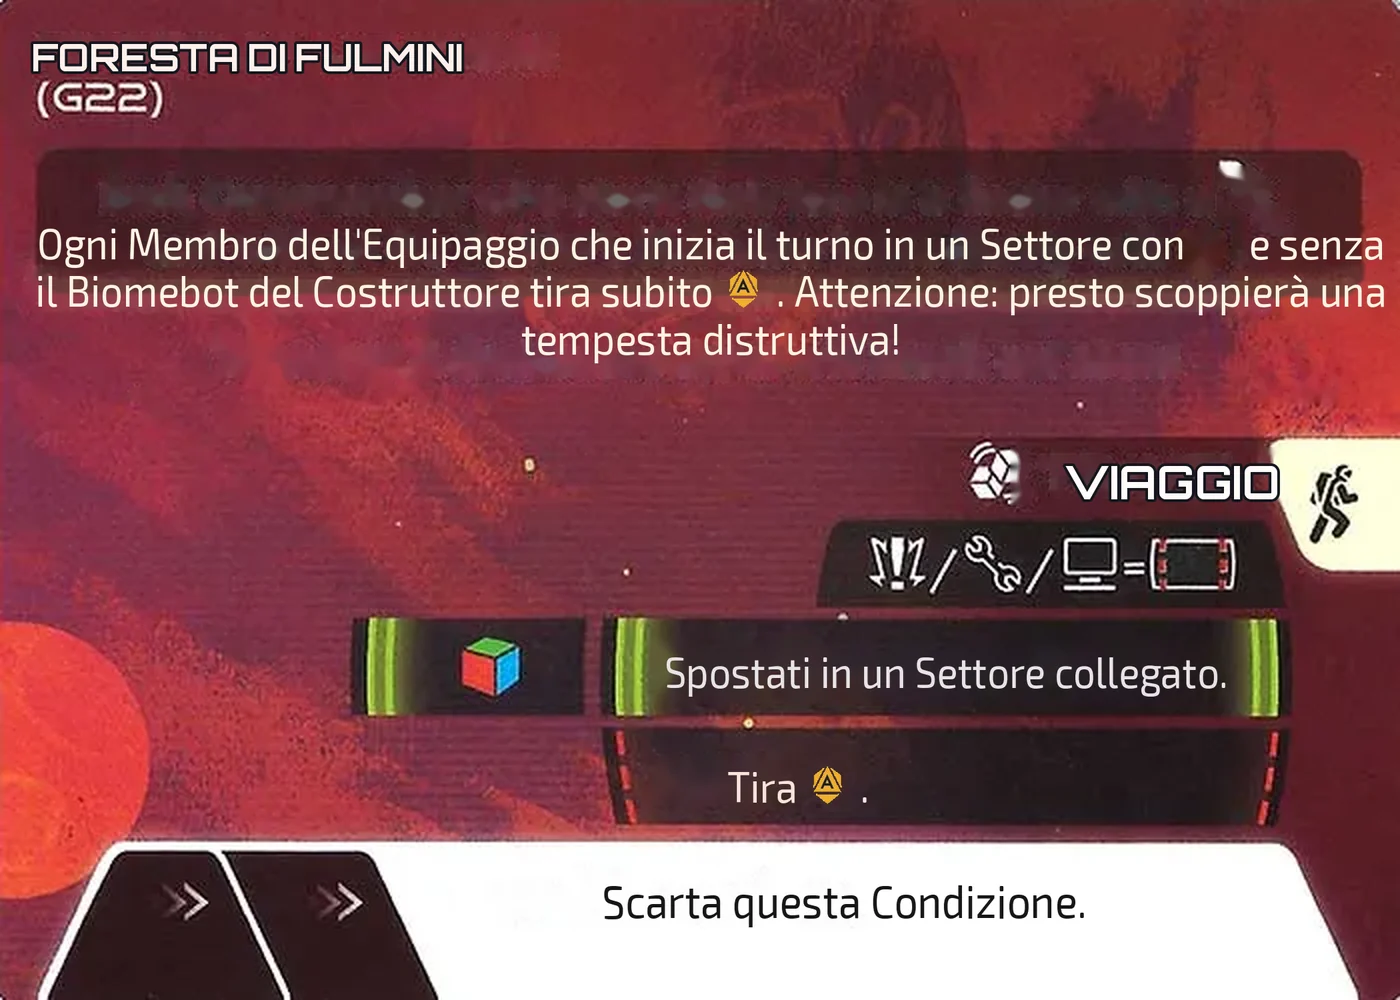 FORESTA DI FULMINI
(G22)
Ogni Membro dell'Equipaggio che inizia il turno in un Settore con e senza
il Biomebot del Costruttore tira subito A . Attenzione: presto scoppierà una
tempesta distruttiva!
VIAGGIO
Spostati in un Settore collegato.
Tira A .
Scarta questa Condizione.